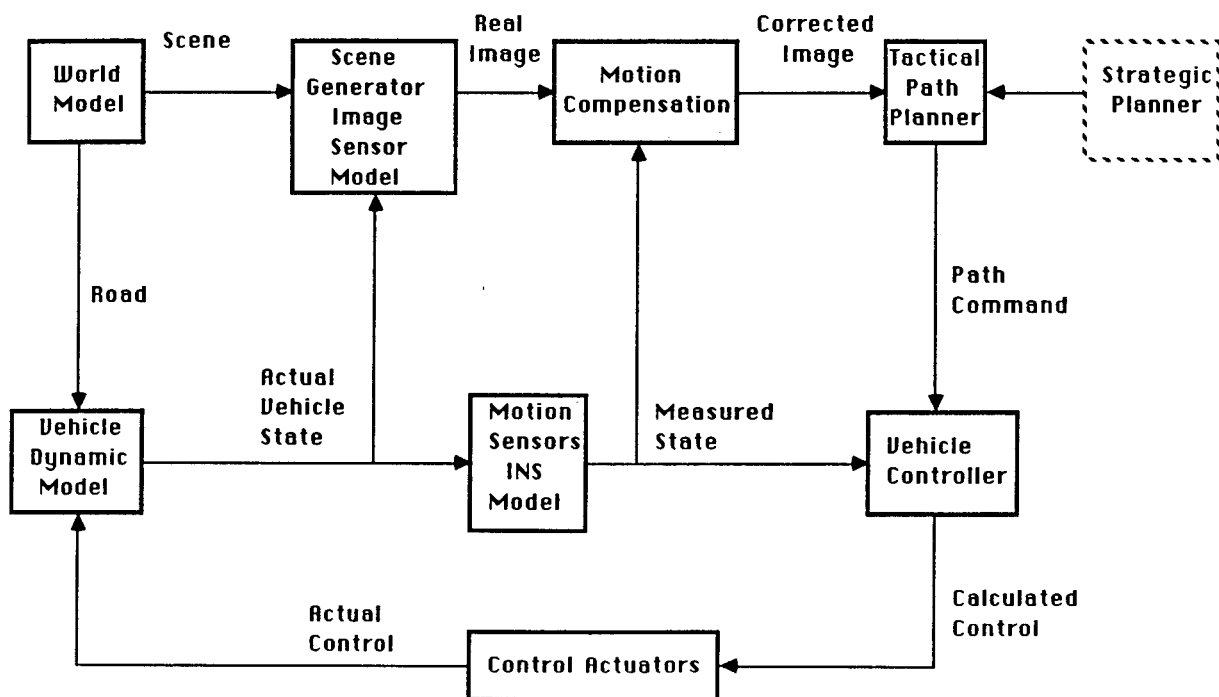 Scene
World
Model
Scene
Generator
Image
Sensor
Model
Real
Image
Motion
Compensation
Corrected
Image
Tactical
Path
Planner
Strategic
Planner
Road
Path
Command
Actual
Vehicle
State
Vehicle
Dynamic
Model
Motion
Sensors
INS
Model
Measured
State
Vehicle
Controller
Actual
Control
Control Actuators
Calculated
Control